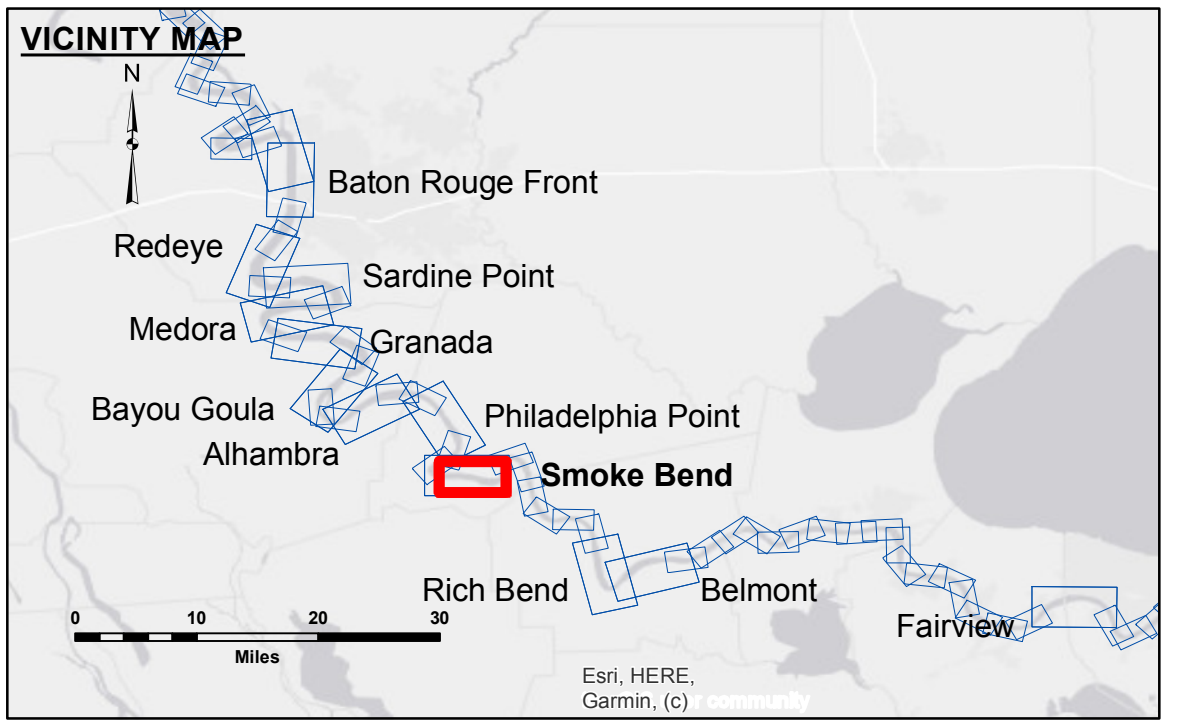 VICINITY MAP
N
Baton Rouge Front
Redeye
Sardine Point
Medora
Granada
Bayou Goula
Philadelphia Point
Alhambra
Smoke Bend
Rich Bend
Belmont
Fairview
0 10 20 30
Miles
Esri, HERE,
Garmin, (c) community